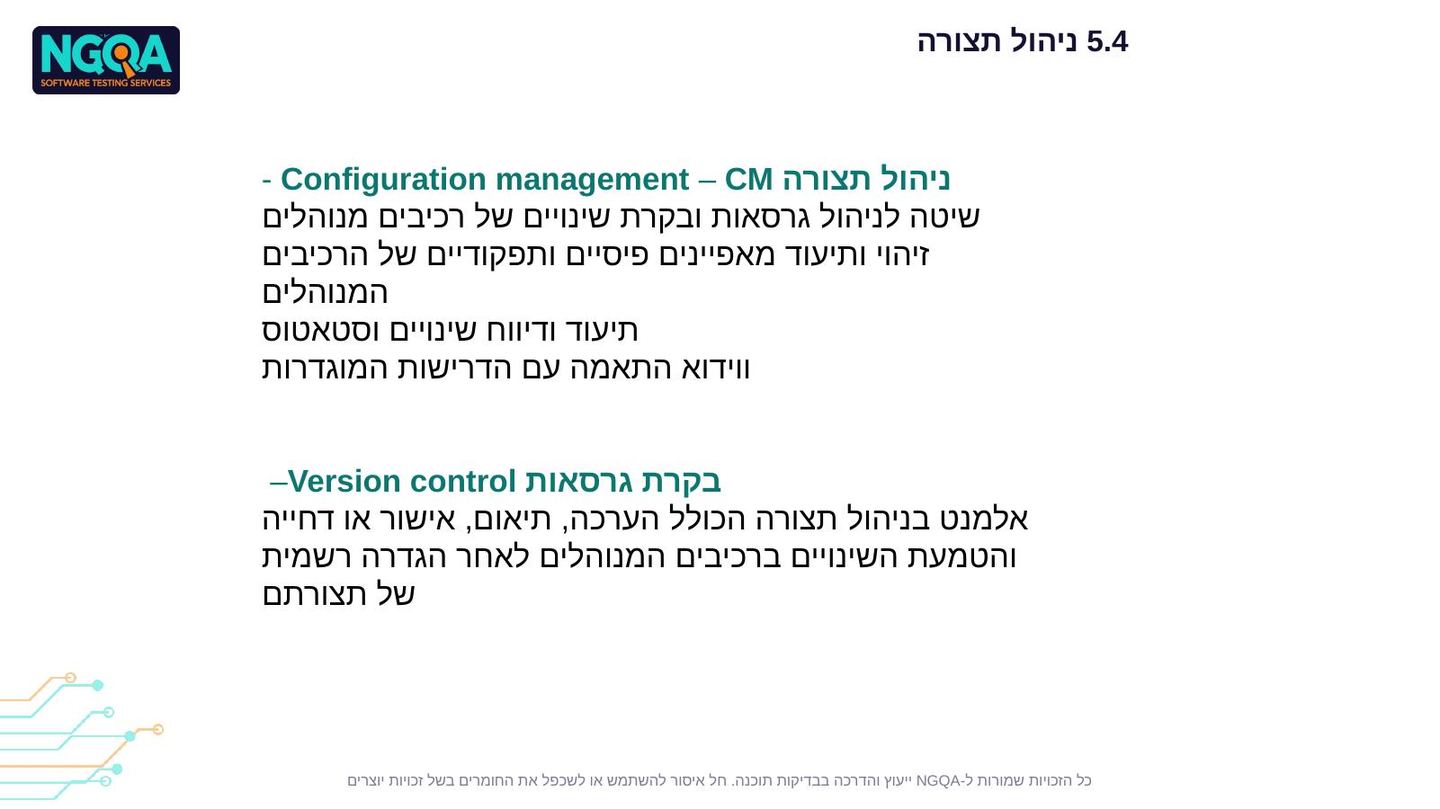 NGQA
SOFTWARE TESTING SERVICES
5.4 ניהול תצורה
ניהול תצורה Configuration management – CM -
שיטה לניהול גרסאות ובקרת שינויים של רכיבים מנוהלים
זיהוי ותיעוד מאפיינים פיסיים ותפקודיים של הרכיבים
המנוהלים
תיעוד ודיווח שינויים וסטאטוס
ווידוא התאמה עם הדרישות המוגדרות
בקרת גרסאות Version control–
אלמנט בניהול תצורה הכולל הערכה, תיאום, אישור או דחייה
והטמעת השינויים ברכיבים המנוהלים לאחר הגדרה רשמית
של תצורתם
כל הזכויות שמורות ל-NGQA ייעוץ והדרכה בבדיקות תוכנה. חל איסור להשתמש או לשכפל את החומרים בשל זכויות יוצרים